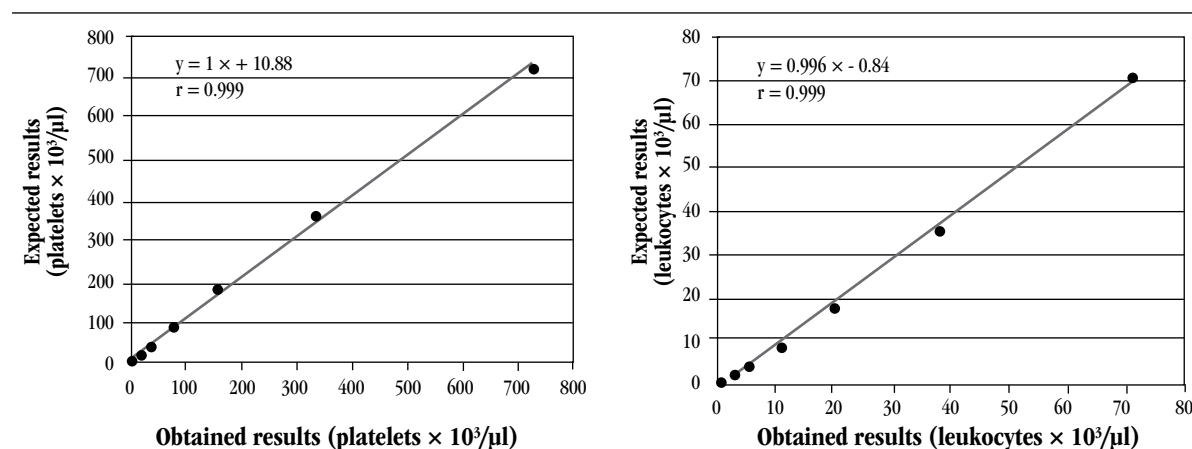 Expected results
(platelets × 10³/µl)
800
700
600
500
400
300
200
100
0
y = 1 × + 10.88
r = 0.999
0 100 200 300 400 500 600 700 800
Obtained results (platelets × 10³/µl)
Expected results
(leukocytes × 10³/µl)
80
70
60
50
40
30
20
10
0
y = 0.996 × - 0.84
r = 0.999
0 10 20 30 40 50 60 70 80
Obtained results (leukocytes × 10³/µl)